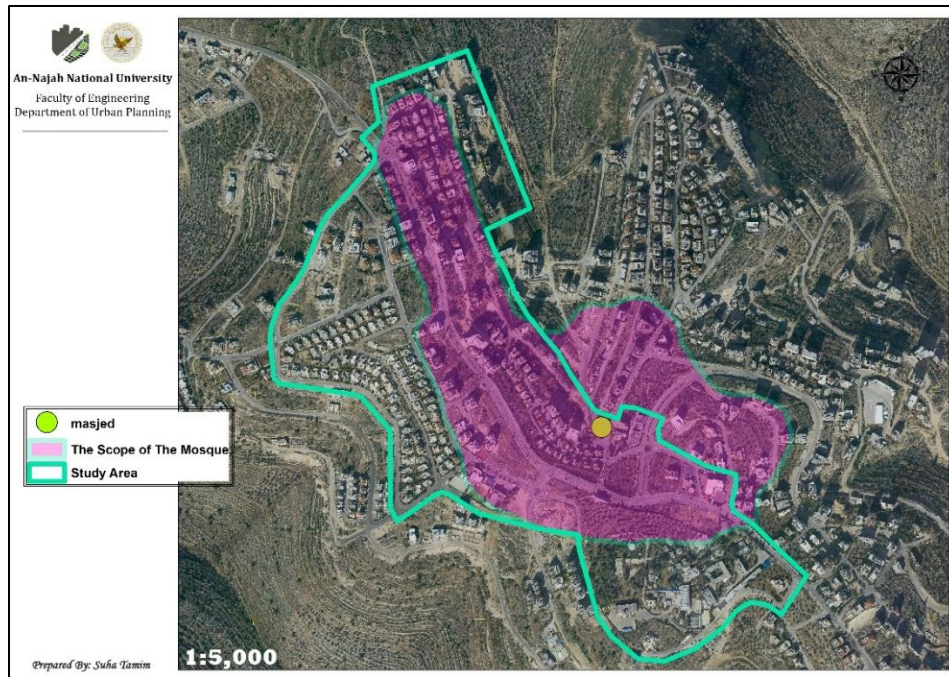 An-Najah National University
Faculty of Engineering
Department of Urban Planning
masjed
The Scope of The Mosque
Study Area
1:5,000
Prepared By: Suha Tamim